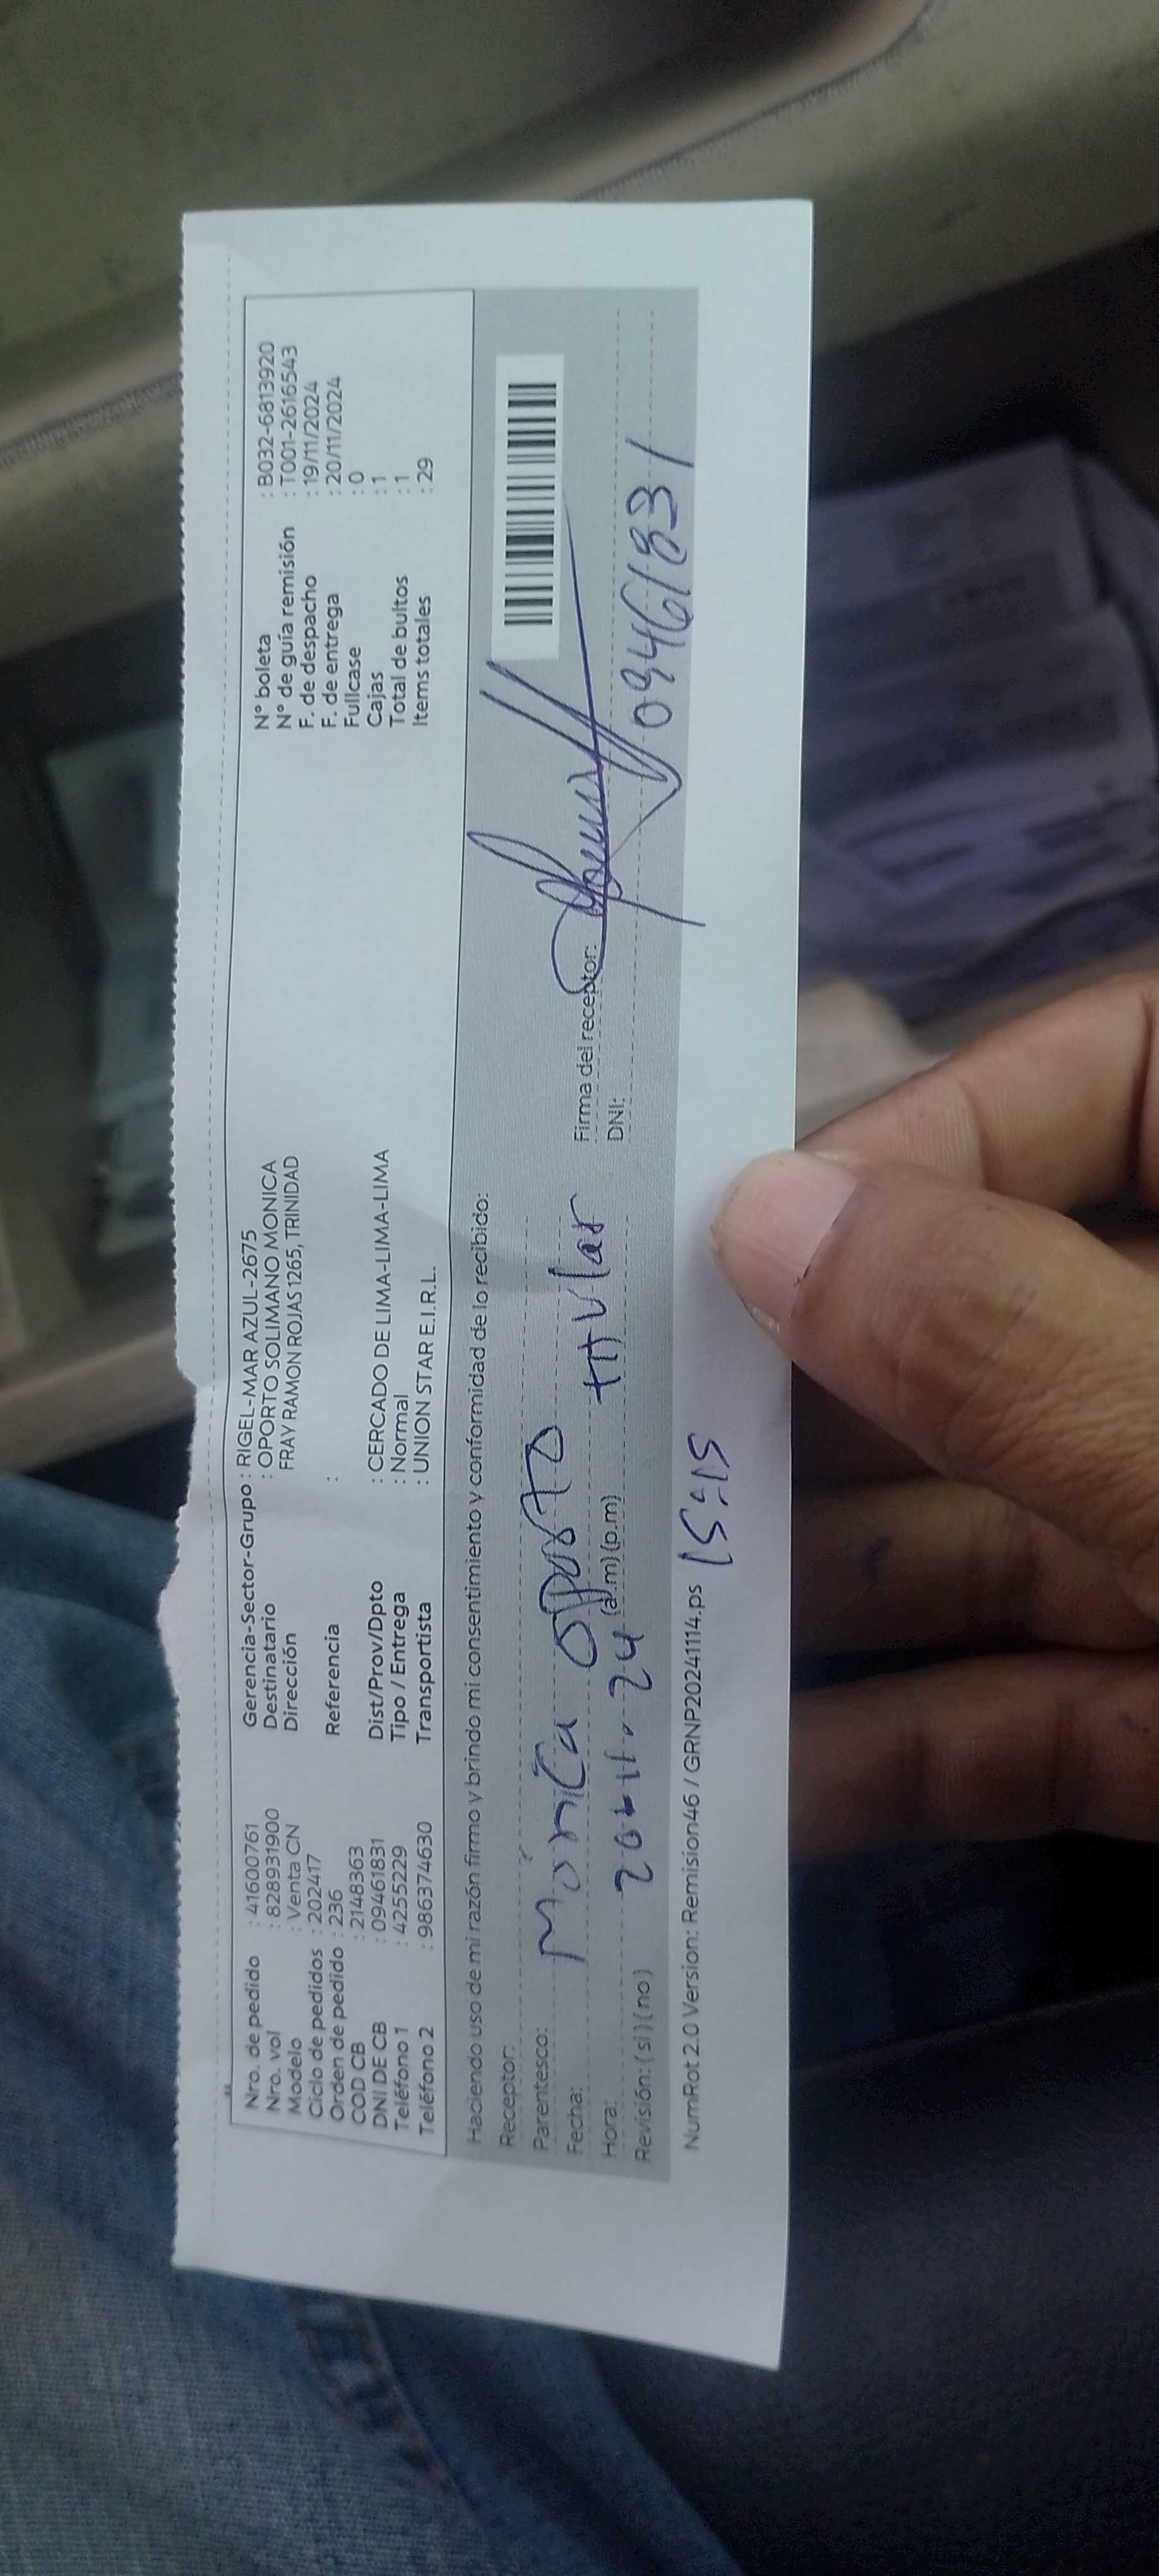 Nro. de pedido : 41600761
Nro. vol : 828931900
Modelo : Venta CN
Ciclo de pedidos : 202417
Orden de pedido : 236
COD CB : 2148363
DNI DE CB : 09461831
Teléfono 1 : 4255229
Teléfono 2 : 986374630
Gerencia-Sector-Grupo : RIGEL-MAR AZUL-2675
Destinatario : OPORTO SOLIMANO MONICA
Dirección FRAY RAMON ROJAS 1265, TRINIDAD
Referencia :
Dist/Prov/Dpto : CERCADO DE LIMA-LIMA-LIMA
Tipo / Entrega : Normal
Transportista : UNION STAR E.I.R.L.
N° boleta : B032-6813920
N° de guía remisión : T001-2616543
F. de despacho : 19/11/2024
F. de entrega : 20/11/2024
Fullcase : 0
Cajas : 1
Total de bultos : 1
Items totales : 29
Haciendo uso de mi razón firmo y brindo mi consentimiento y conformidad de lo recibido:
Receptor:
Parentesco: Monica Oporto
Fecha: titular
Hora: 20-11-24 (a.m) (p.m)
Revisión: ( si ) ( no )
Firma del receptor:
DNI: 09461831
NumRot 2.0 Version: Remision46 / GRNP20241114.ps 15:15